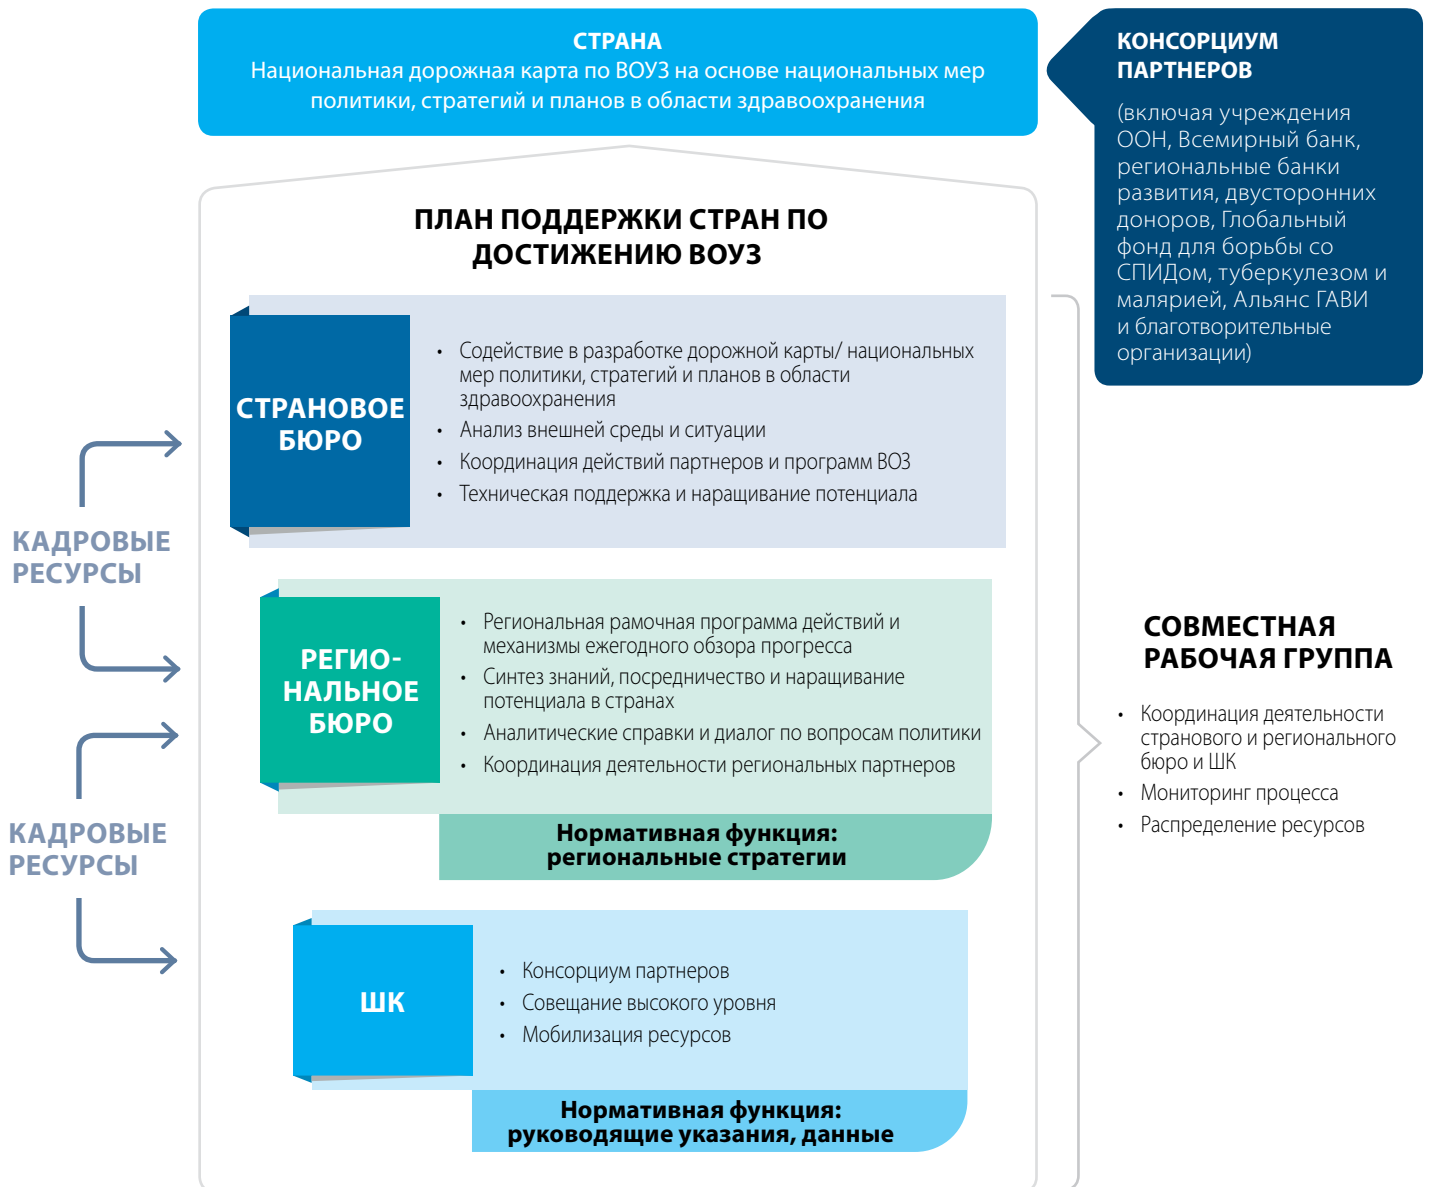 СТРАНА
Национальная дорожная карта по ВОУЗ на основе национальных мер
политики, стратегий и планов в области здравоохранения
КОНСОРЦИУМ
ПАРТНЕРОВ
(включая учреждения
ООН, Всемирный банк,
региональные банки
развития, двусторонних
доноров, Глобальный
фонд для борьбы со
СПИДом, туберкулезом и
малярией, Альянс ГАВИ
и благотворительные
организации)
ПЛАН ПОДДЕРЖКИ СТРАН ПО
ДОСТИЖЕНИЮ ВОУЗ
СТРАНОВОЕ
БЮРО
• Содействие в разработке дорожной карты/ национальных
мер политики, стратегий и планов в области
здравоохранения
• Анализ внешней среды и ситуации
• Координация действий партнеров и программ ВОЗ
• Техническая поддержка и наращивание потенциала
КАДРОВЫЕ
РЕСУРСЫ
РЕГИО-
НАЛЬНОЕ
БЮРО
• Региональная рамочная программа действий и
механизмы ежегодного обзора прогресса
• Синтез знаний, посредничество и наращивание
потенциала в странах
• Аналитические справки и диалог по вопросам политики
• Координация деятельности региональных партнеров
Нормативная функция:
региональные стратегии
КАДРОВЫЕ
РЕСУРСЫ
ШК
• Консорциум партнеров
• Совещание высокого уровня
• Мобилизация ресурсов
Нормативная функция:
руководящие указания, данные
СОВМЕСТНАЯ
РАБОЧАЯ ГРУППА
• Координация деятельности
странового и регионального
бюро и ШК
• Мониторинг процесса
• Распределение ресурсов